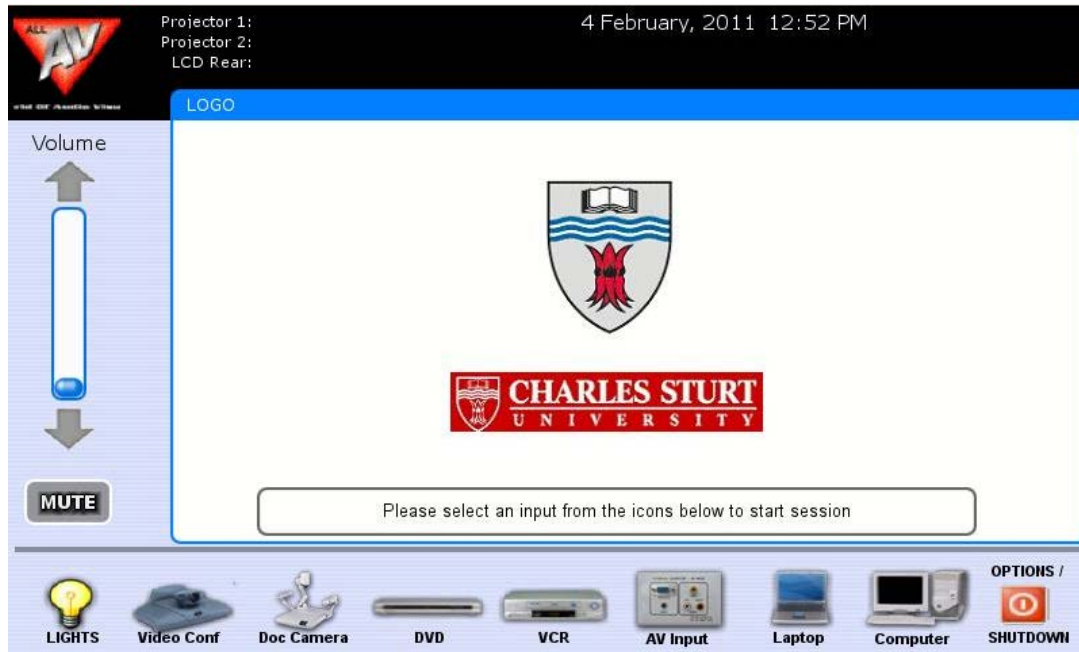 ALL
AV
Projector 1:
Projector 2:
LCD Rear:
4 February, 2011 12:52 PM
LOGO
Volume
CHARLES STURT
UNIVERSITY
MUTE
Please select an input from the icons below to start session
LIGHTS
Video Conf
Doc Camera
DVD
VCR
AV Input
Laptop
Computer
OPTIONS /
SHUTDOWN